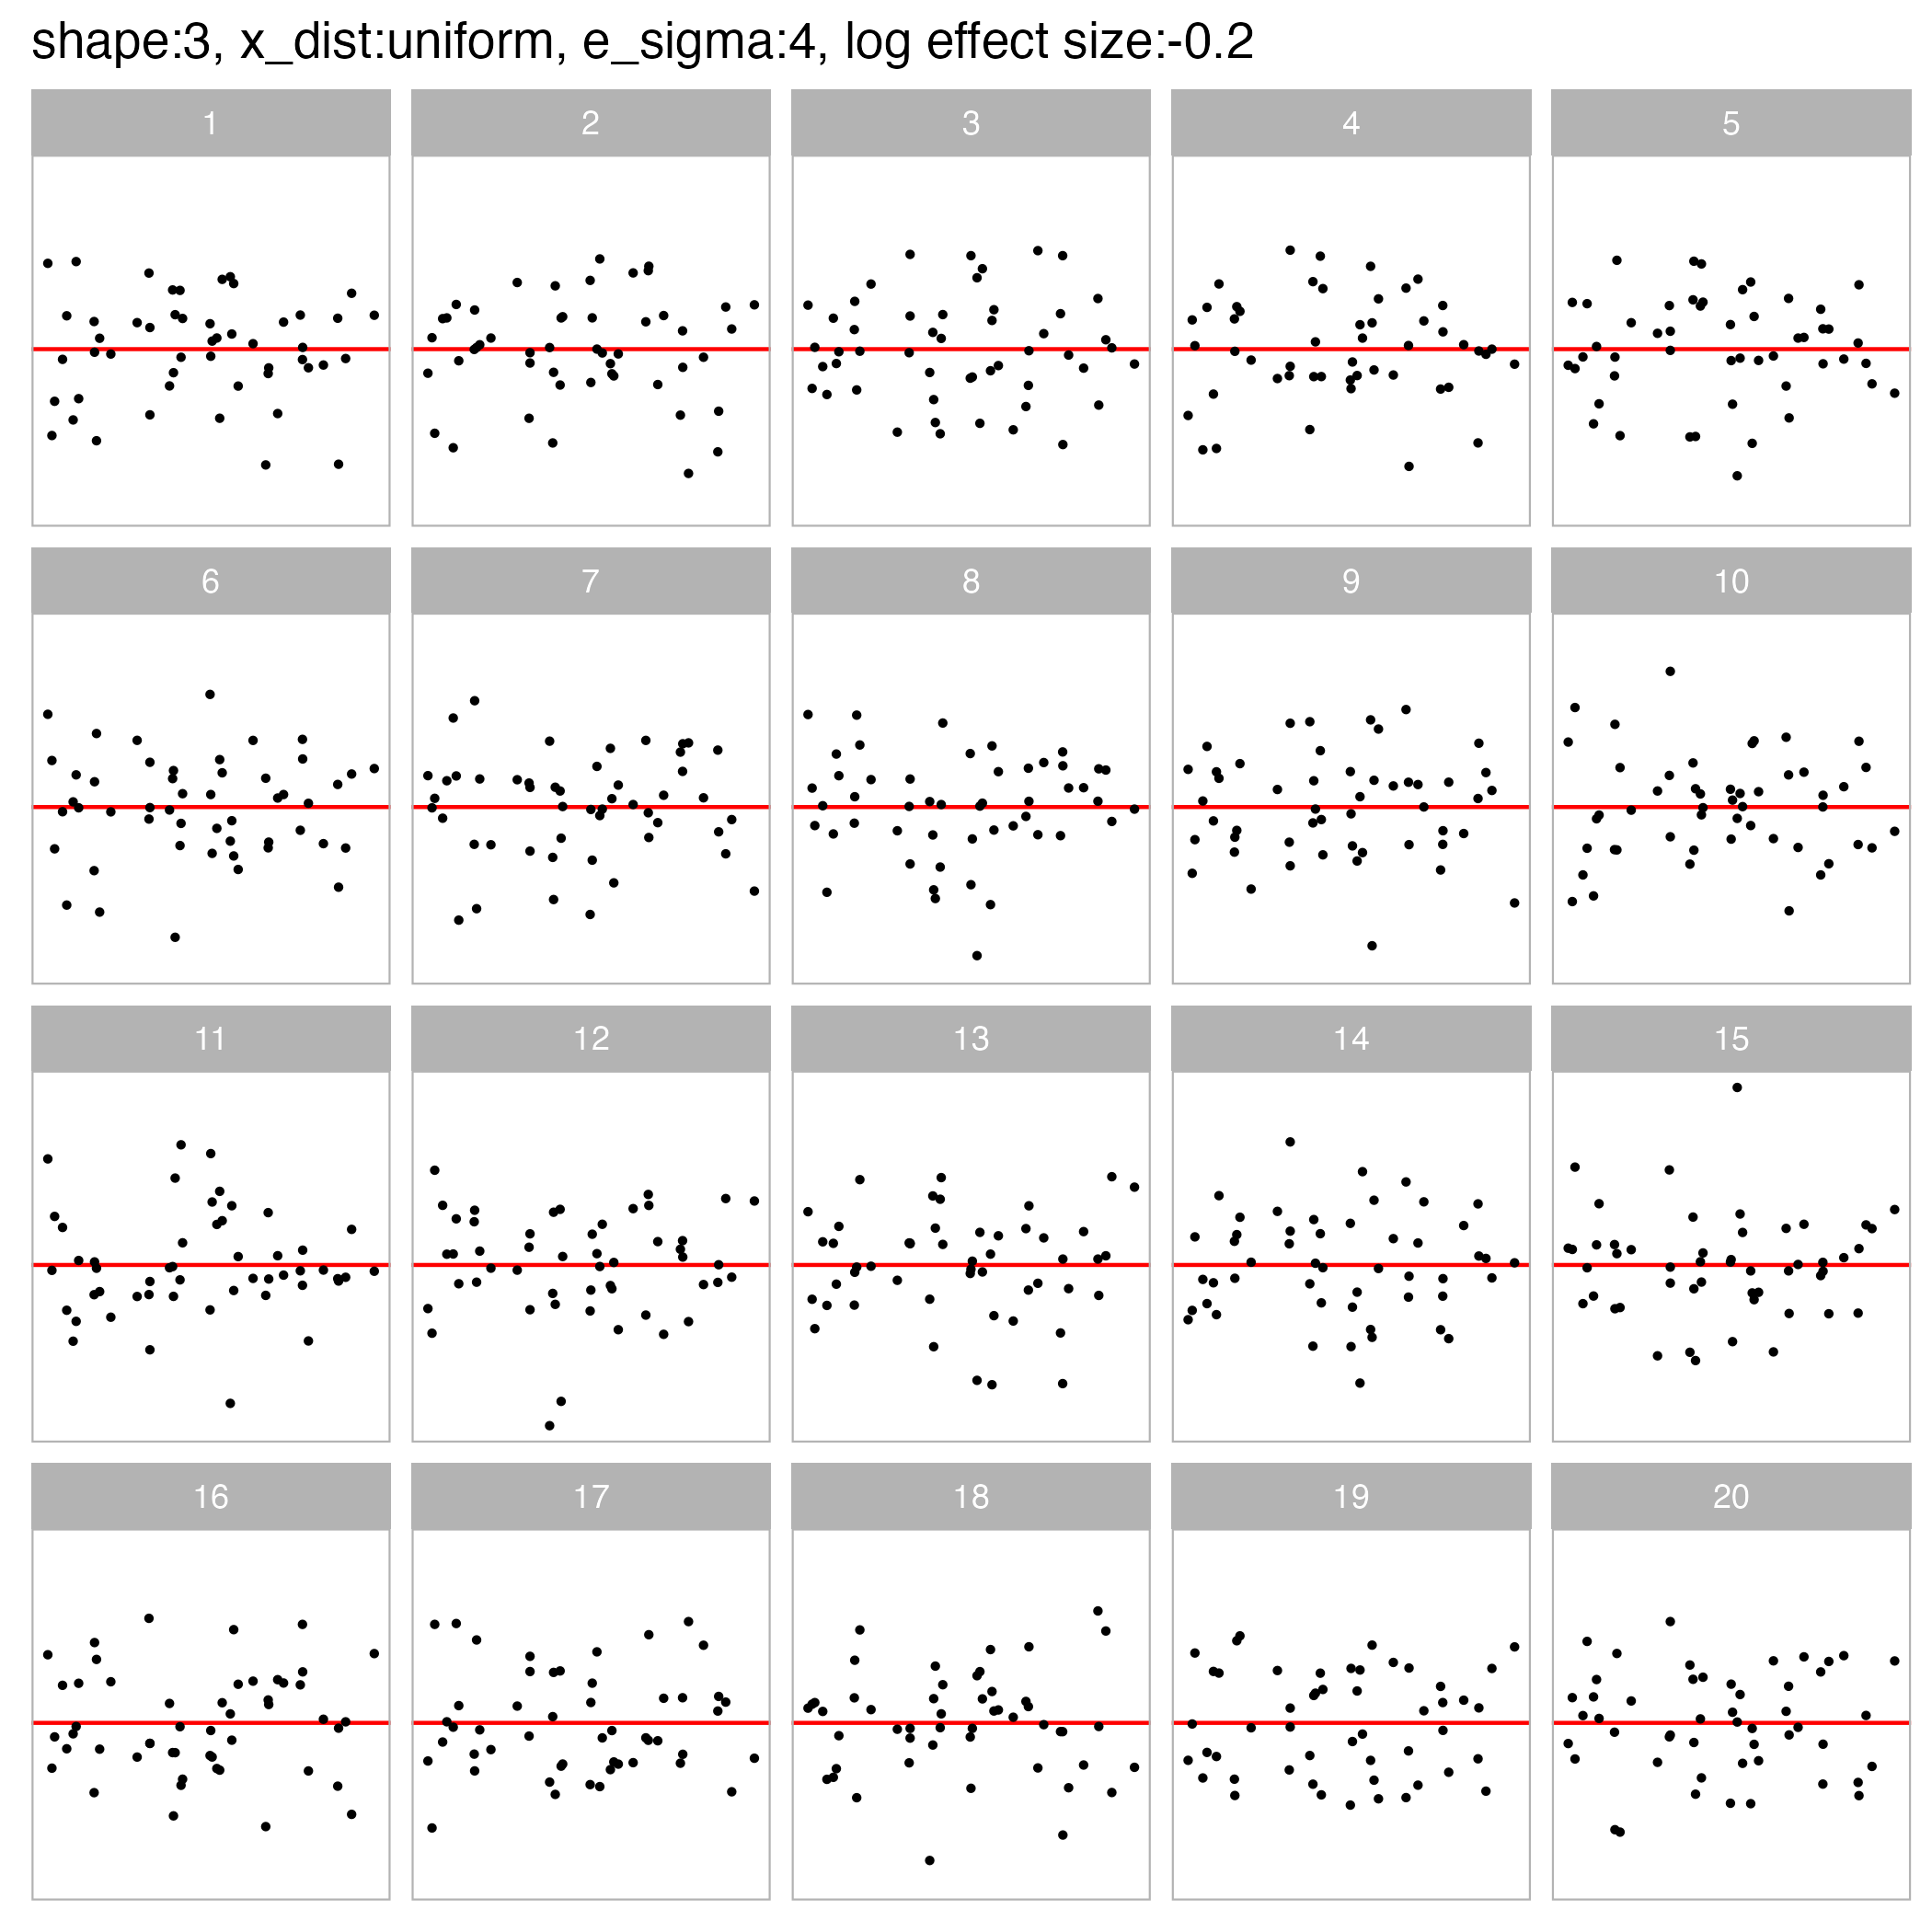 shape:3, x_dist:uniform, e_sigma:4, log effect size:-0.2
1 2 3 4 5
6 7 8 9 10
11 12 13 14 15
16 17 18 19 20